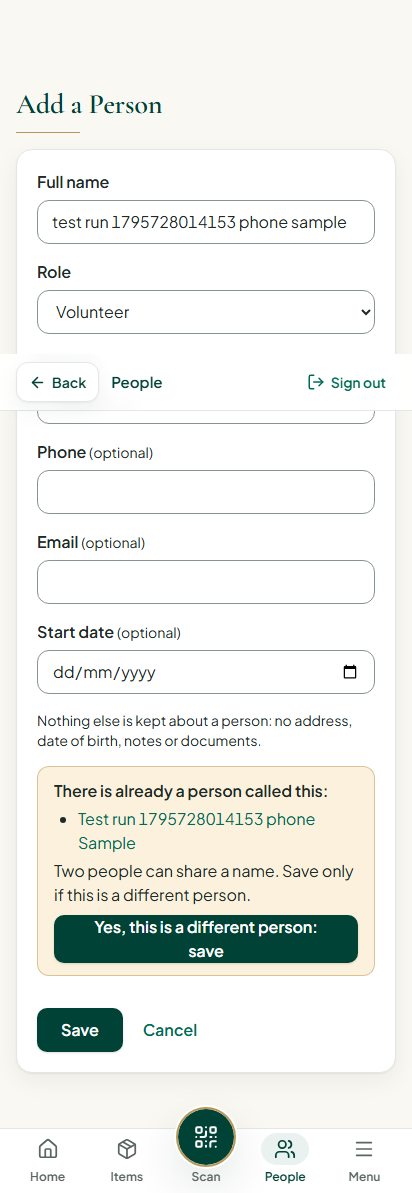 Add a Person
Full name
test run 1795728014153 phone sample
Role
Volunteer
Back
People
Sign out
Phone (optional)
Email (optional)
Start date (optional)
dd/mm/yyyy
Nothing else is kept about a person: no address,
date of birth, notes or documents.
There is already a person called this:
Test run 1795728014153 phone
Sample
Two people can share a name. Save only
if this is a different person.
Yes, this is a different person:
save
Save
Cancel
Home
Items
Scan
People
Menu